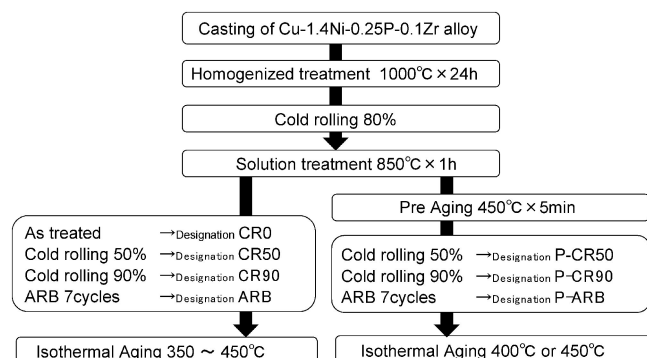 Casting of Cu-1.4Ni-0.25P-0.1Zr alloy
Homogenized treatment 1000℃×24h
Cold rolling 80%
Solution treatment 850℃×1h
Pre Aging 450℃×5min
As treated →Designation CR0
Cold rolling 50% →Designation CR50
Cold rolling 90% →Designation CR90
ARB 7cycles →Designation ARB
Cold rolling 50% →Designation P-CR50
Cold rolling 90% →Designation P-CR90
ARB 7cycles →Designation P-ARB
Isothermal Aging 350 ～ 450℃
Isothermal Aging 400℃ or 450℃